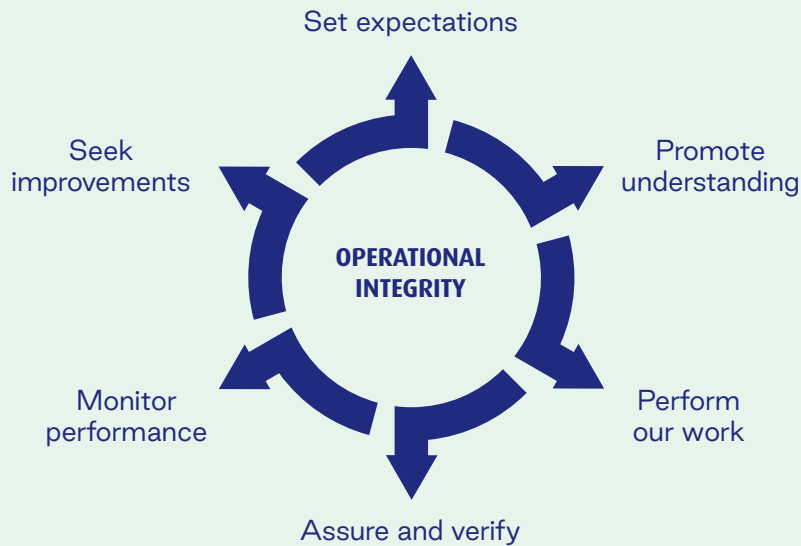 Set expectations
Promote
understanding
Perform
our work
Assure and verify
Monitor
performance
Seek
improvements
OPERATIONAL
INTEGRITY